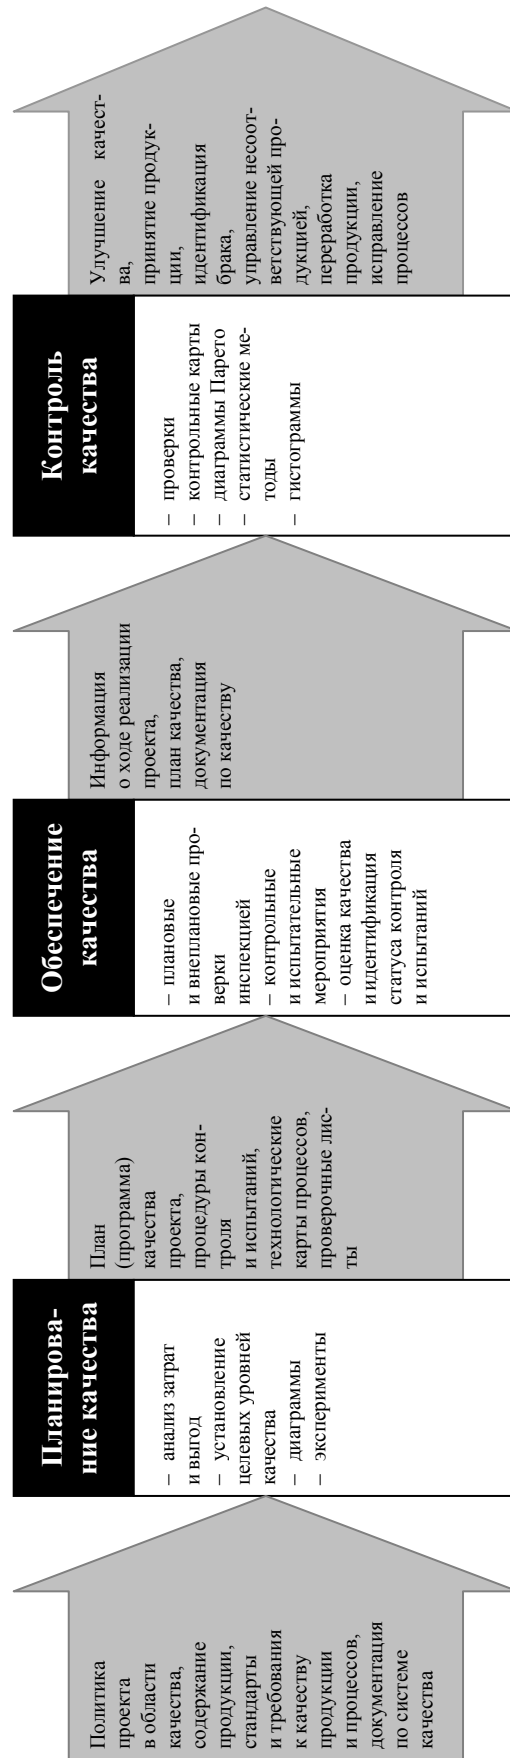 Политика
проекта
в области
качества,
содержание
продукции,
стандарты
и требования
к качеству
продукции
и процессов,
документация
по системе
качества
Планирова-
ние качества
– анализ затрат
и выгод
– установление
целевых уровней
качества
– диаграммы
– эксперименты
План
(программа)
качества
проекта,
процедуры кон-
троля
и испытаний,
технологические
карты процессов,
проверочные лис-
ты
Обеспечение
качества
– плановые
и внеплановые про-
верки
инспекцией
– контрольные
и испытательные
мероприятия
– оценка качества
и идентификация
статуса контроля
и испытаний
Информация
о ходе реализации
проекта,
план качества,
документация
по качеству
Контроль
качества
– проверки
– контрольные карты
– диаграммы Парето
– статистические ме-
тоды
– гистограммы
Улучшение качест-
ва,
принятие продук-
ции,
идентификация
брака,
управление несоот-
ветствующей про-
дукцией,
переработка
продукции,
исправление
процессов